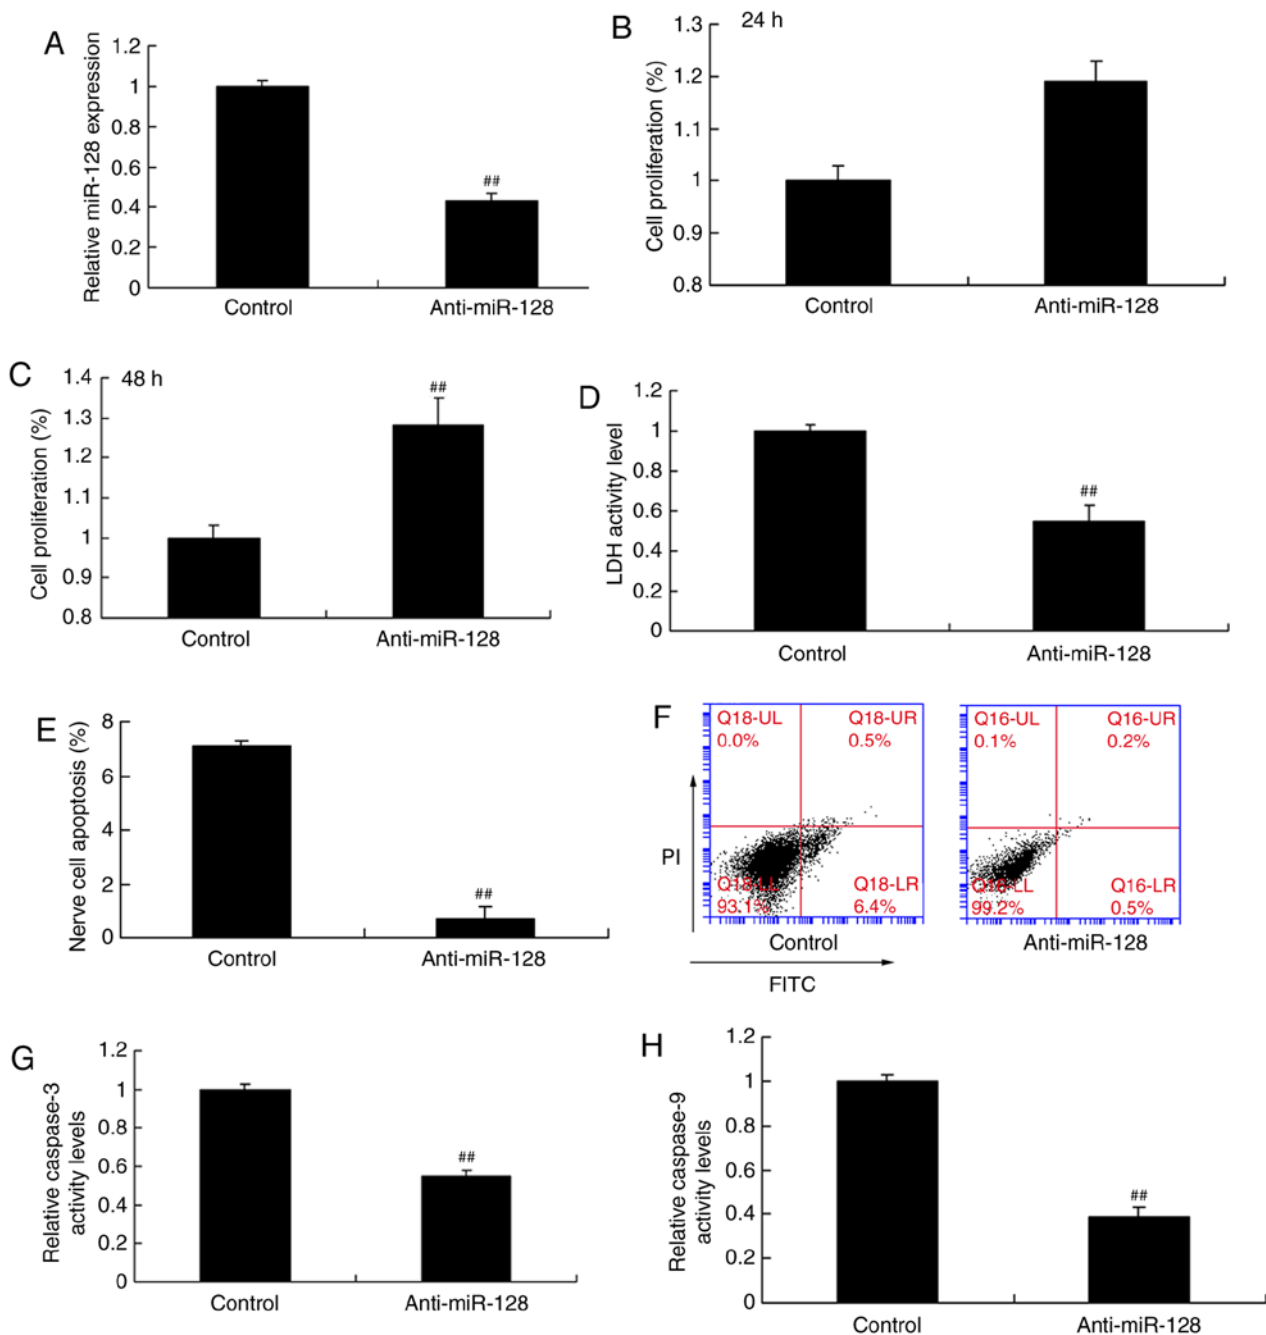 A
Relative miR-128 expression
1.2
1
0.8
0.6
0.4
0.2
0
##
Control
Anti-miR-128
B
24 h
Cell proliferation (%)
1.3
1.2
1.1
1
0.9
0.8
Control
Anti-miR-128
C
48 h
Cell proliferation (%)
1.4
1.3
1.2
1.1
1
0.9
0.8
##
Control
Anti-miR-128
D
LDH activity level
1.2
1
0.8
0.6
0.4
0.2
0
##
Control
Anti-miR-128
E
Nerve cell apoptosis (%)
8
6
4
2
0
##
Control
Anti-miR-128
F
PI
Q18-UL
0.0%
Q18-UR
0.5%
Q18-LL
93.1%
Q18-LR
6.4%
Control
Q16-UL
0.1%
Q16-UR
0.2%
Q16-LL
99.2%
Q16-LR
0.5%
Anti-miR-128
FITC
G
Relative caspase-3
activity levels
1.2
1
0.8
0.6
0.4
0.2
0
##
Control
Anti-miR-128
H
Relative caspase-9
activity levels
1.2
1
0.8
0.6
0.4
0.2
0
##
Control
Anti-miR-128